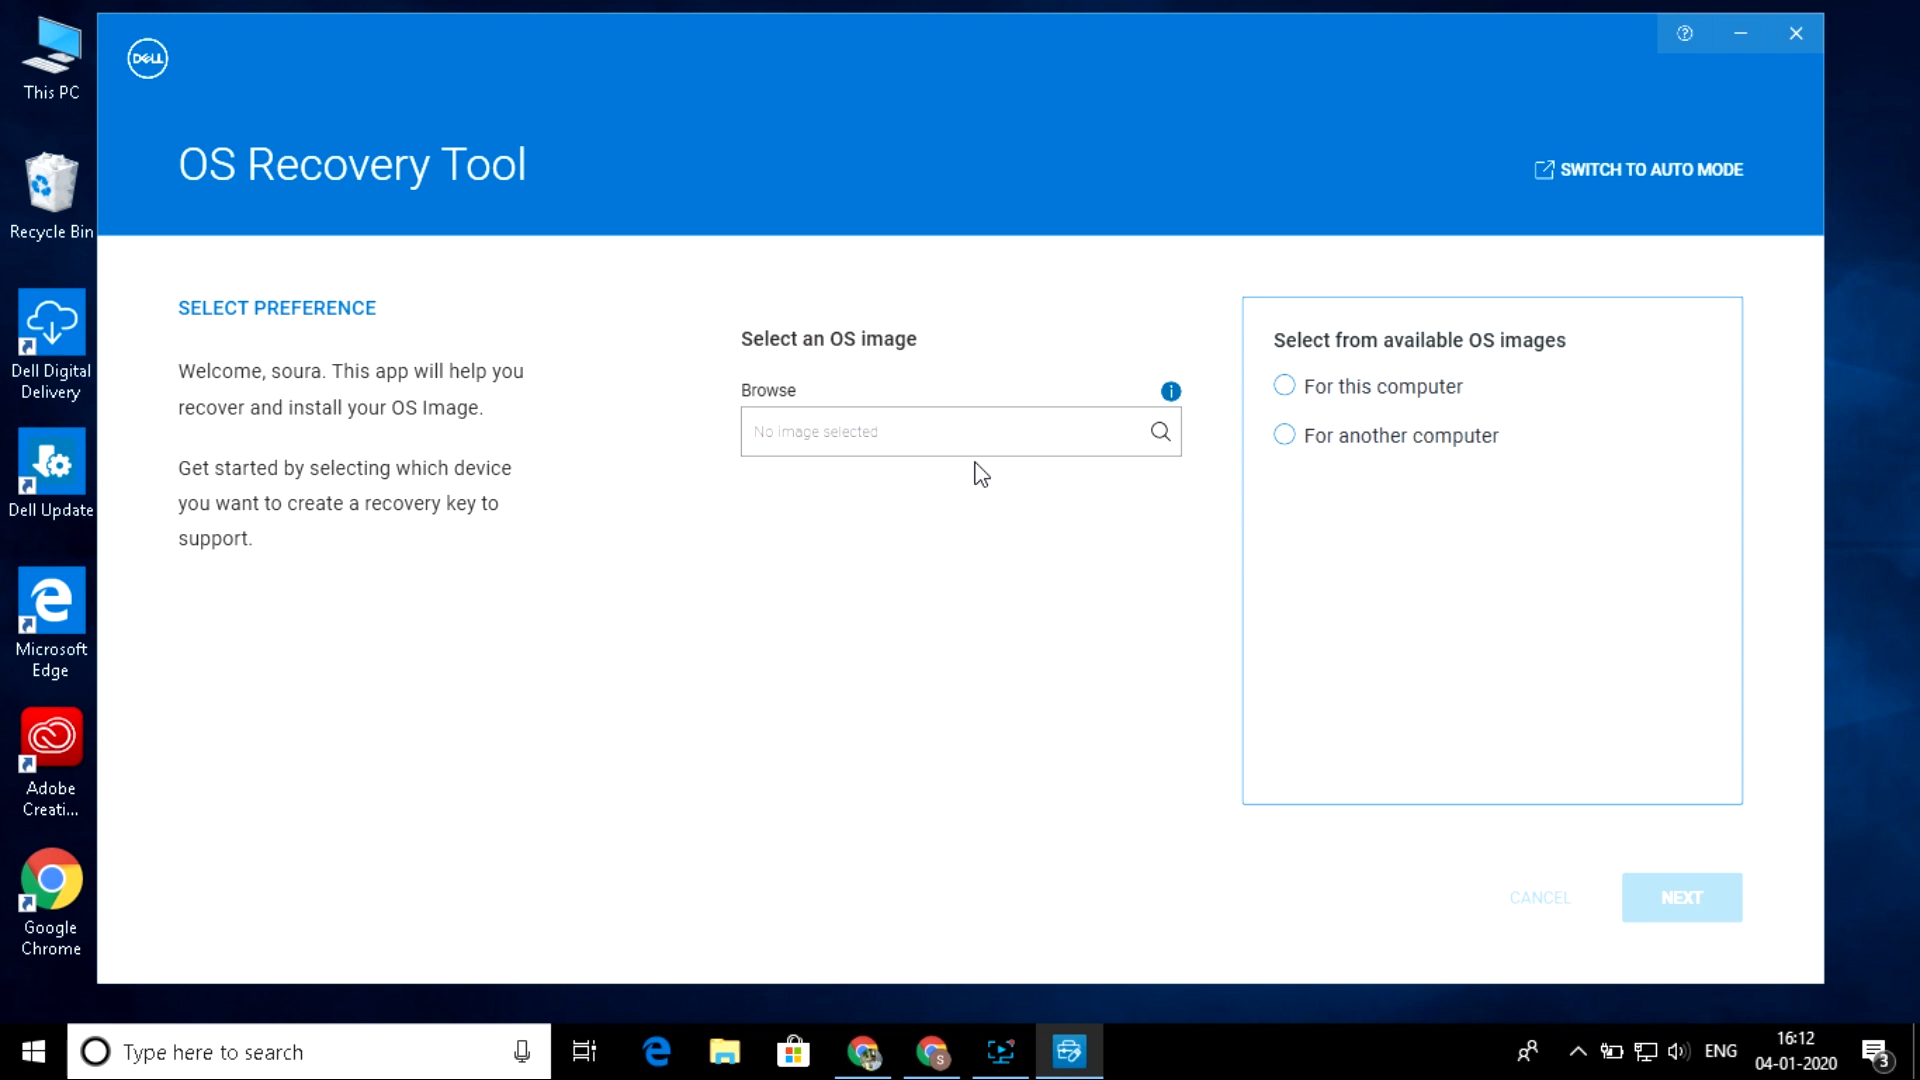 This PC
Recycle Bin
Dell Digital
Delivery
Dell Update
Microsoft
Edge
Adobe
Creati...
Google
Chrome
DELL
OS Recovery Tool
SWITCH TO AUTO MODE
SELECT PREFERENCE
Welcome, soura. This app will help you
recover and install your OS Image.
Get started by selecting which device
you want to create a recovery key to
support.
Select an OS image
Browse
No image selected
Select from available OS images
For this computer
For another computer
CANCEL
NEXT
Type here to search
S
ENG
16:12
04-01-2020
3